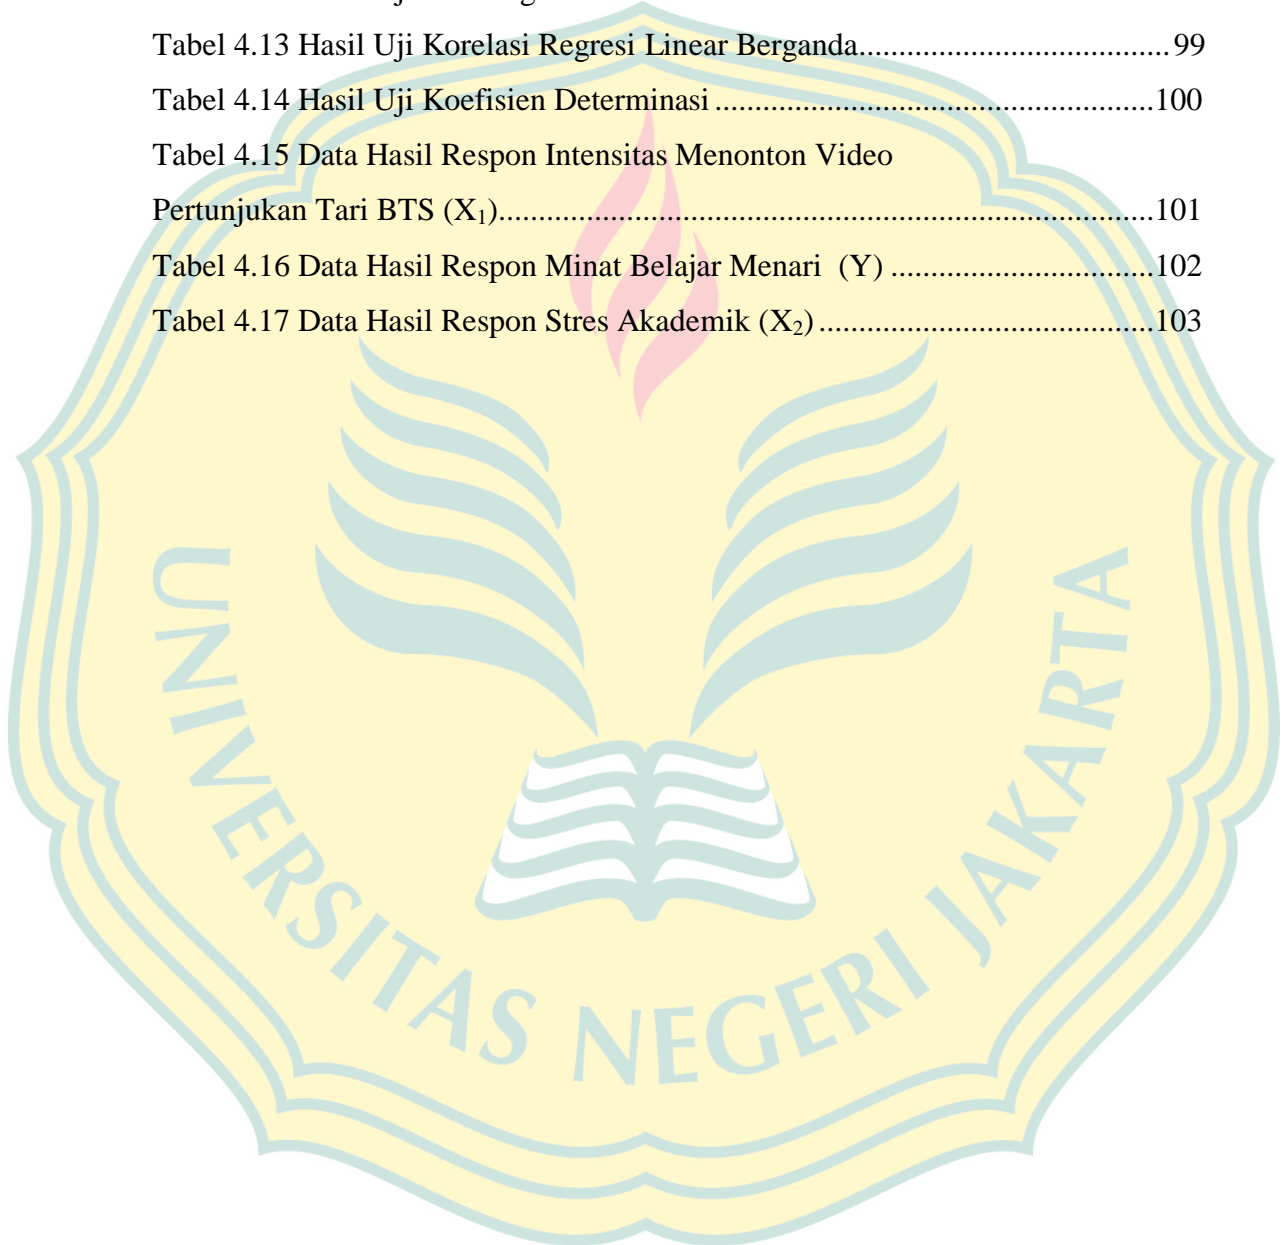 Tabel 4.13 Hasil Uji Korelasi Regresi Linear Berganda....................................... 99
Tabel 4.14 Hasil Uji Koefisien Determinasi .......................................................100
Tabel 4.15 Data Hasil Respon Intensitas Menonton Video
Pertunjukan Tari BTS (X₁)..................................................................................101
Tabel 4.16 Data Hasil Respon Minat Belajar Menari  (Y) .................................102
Tabel 4.17 Data Hasil Respon Stres Akademik (X₂) ..........................................103
UNIVERSITAS NEGERI JAKARTA